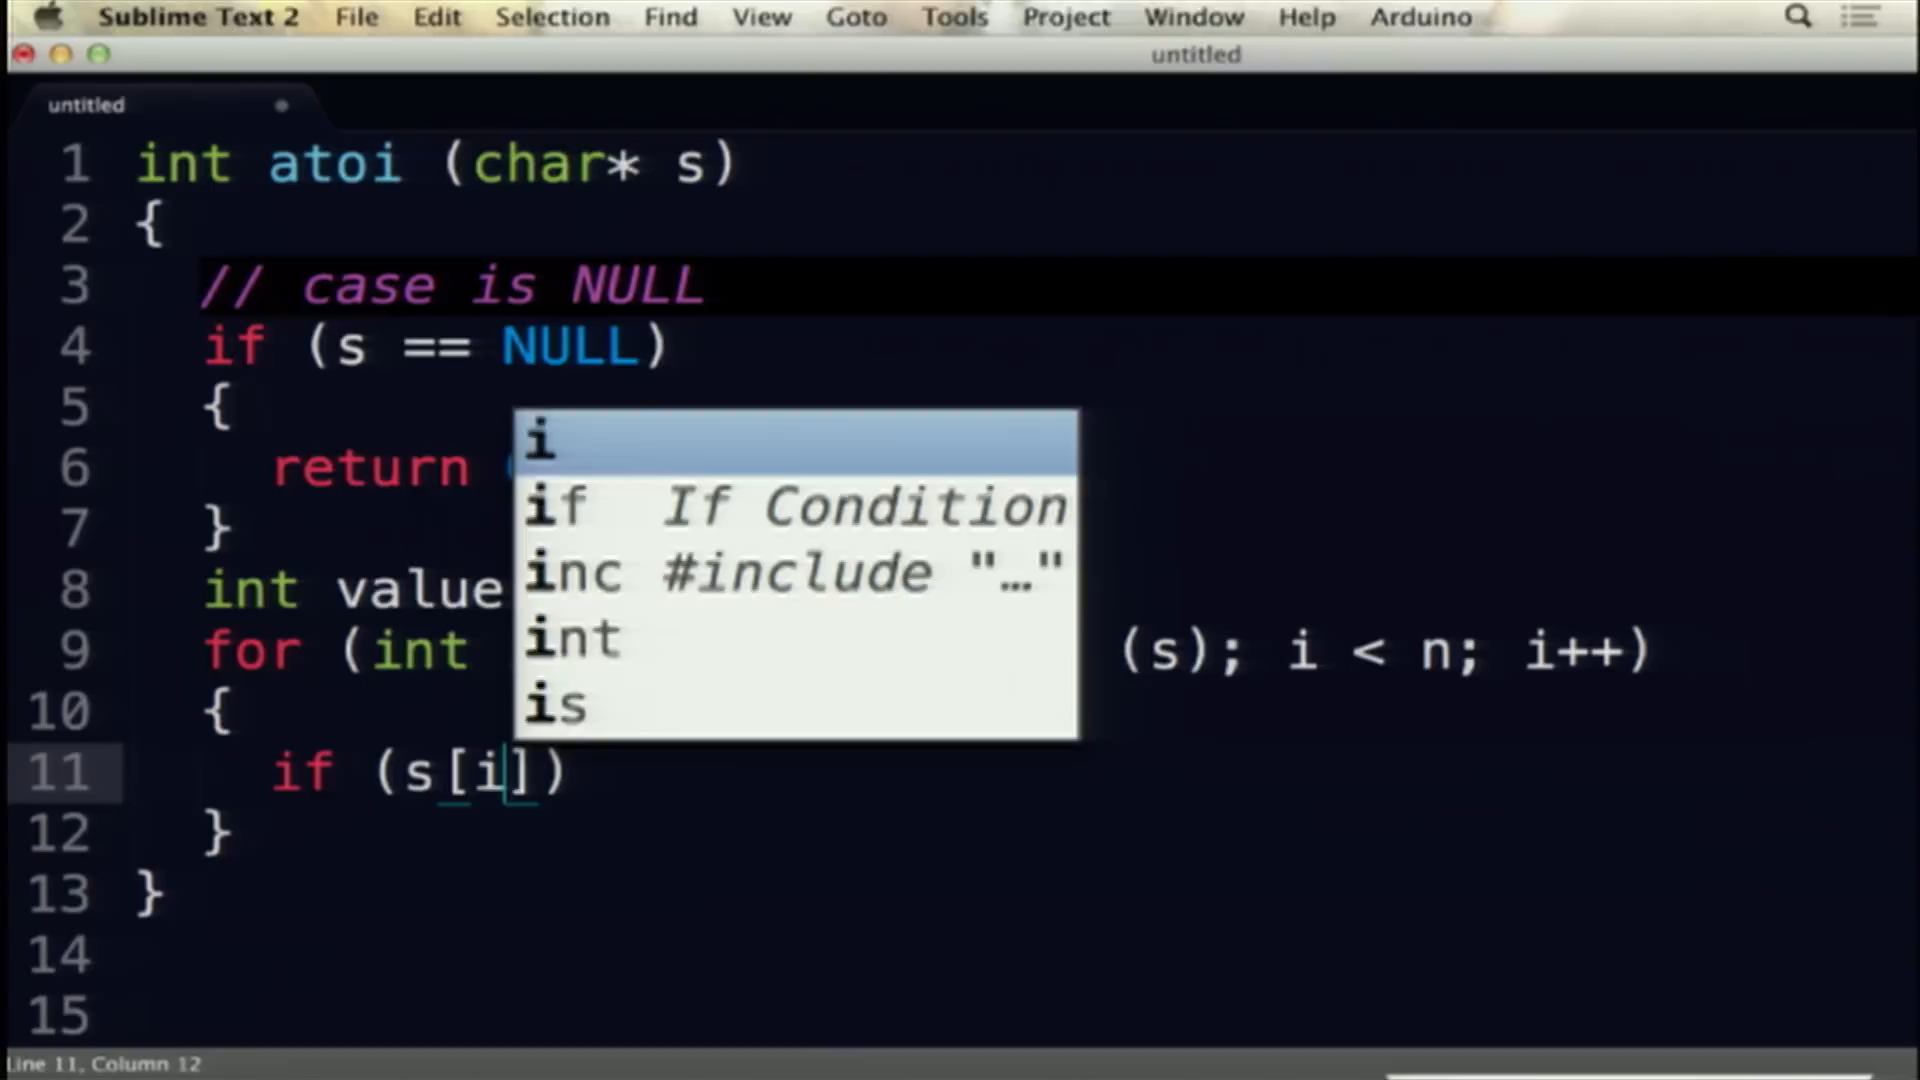 Sublime Text 2 File Edit Selection Find View Goto Tools Project Window Help Arduino
untitled
untitled
1 int atoi (char* s)
2 {
3 // case is NULL
4 if (s == NULL)
5 {
6 return
7 }
8 int value
9 for (int (s); i < n; i++)
10 {
11 if (s[i])
12 }
13 }
14
15
i
if If Condition
inc #include "…"
int
is
Line 11, Column 12